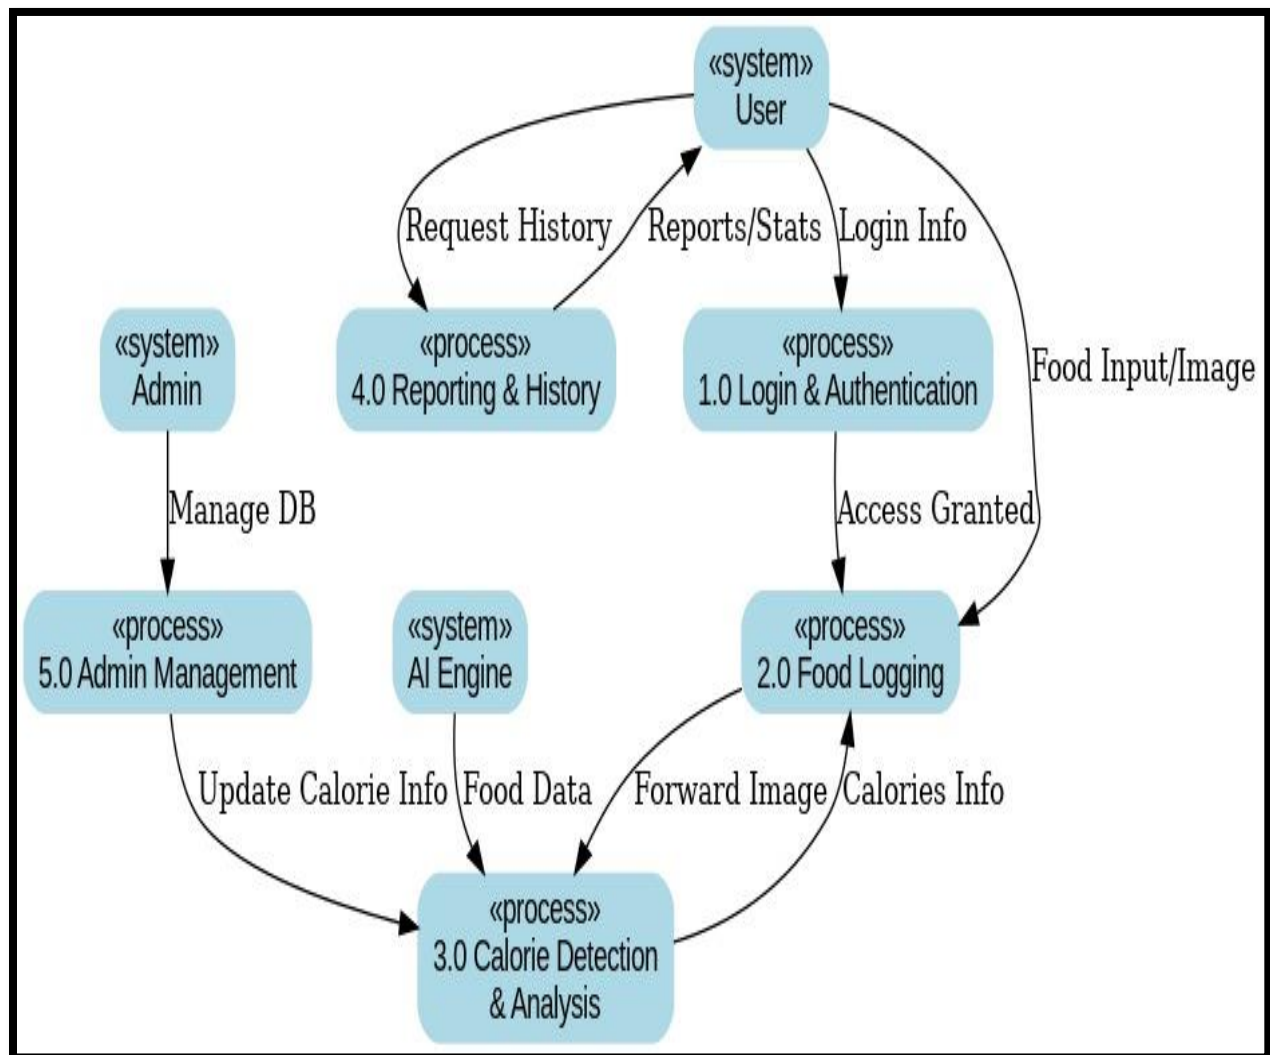 «system»
User
Request History
Reports/Stats
Login Info
«system»
Admin
«process»
4.0 Reporting & History
«process»
1.0 Login & Authentication
Food Input/Image
Manage DB
Access Granted
«process»
5.0 Admin Management
«system»
AI Engine
«process»
2.0 Food Logging
Update Calorie Info
Food Data
Forward Image
Calories Info
«process»
3.0 Calorie Detection
& Analysis